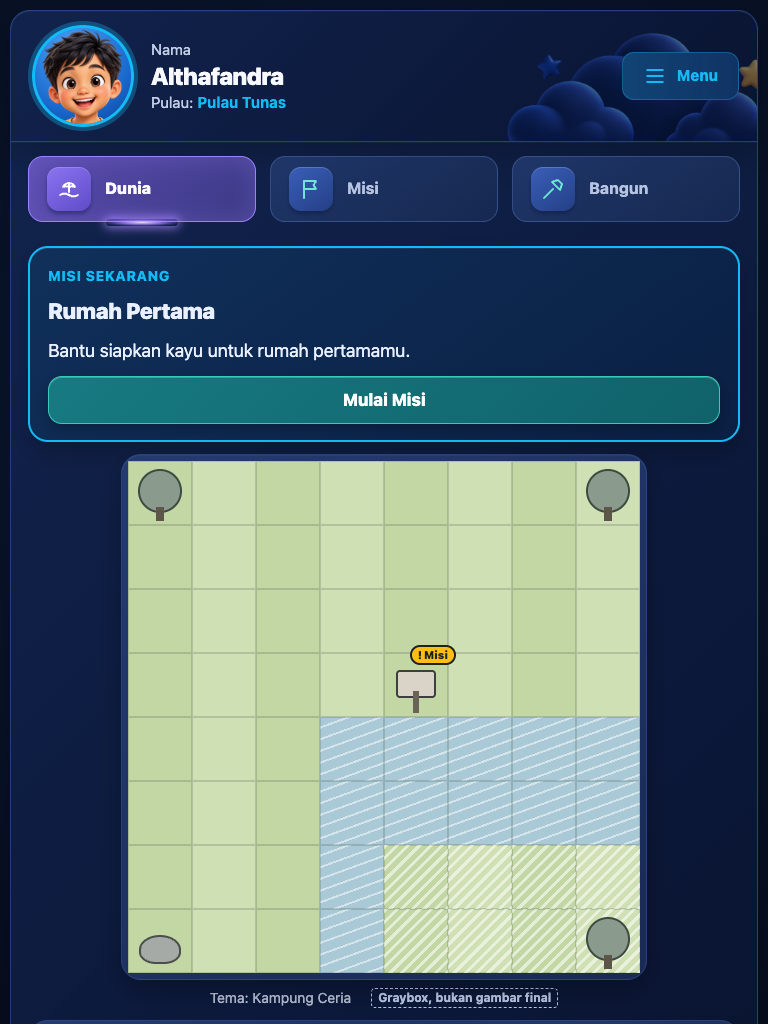 Nama
Althafandra
Pulau: Pulau Tunas
Menu
Dunia
Misi
Bangun
MISI SEKARANG
Rumah Pertama
Bantu siapkan kayu untuk rumah pertamamu.
Mulai Misi
! Misi
Tema: Kampung Ceria
Graybox, bukan gambar final